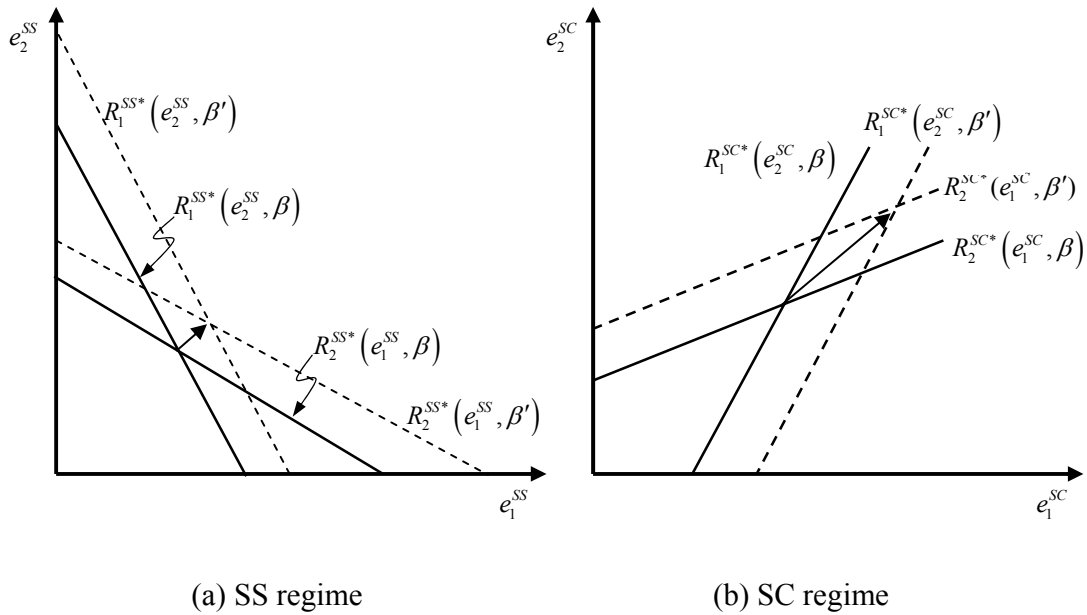 e_2^{SS}
R_1^{SS*}(e_2^{SS}, β′)
R_1^{SS*}(e_2^{SS}, β)
R_2^{SS*}(e_1^{SS}, β)
R_2^{SS*}(e_1^{SS}, β′)
e_1^{SS}
(a) SS regime
e_2^{SC}
R_1^{SC*}(e_2^{SC}, β′)
R_1^{SC*}(e_2^{SC}, β)
R_2^{SC*}(e_1^{SC}, β′)
R_2^{SC*}(e_1^{SC}, β)
e_1^{SC}
(b) SC regime